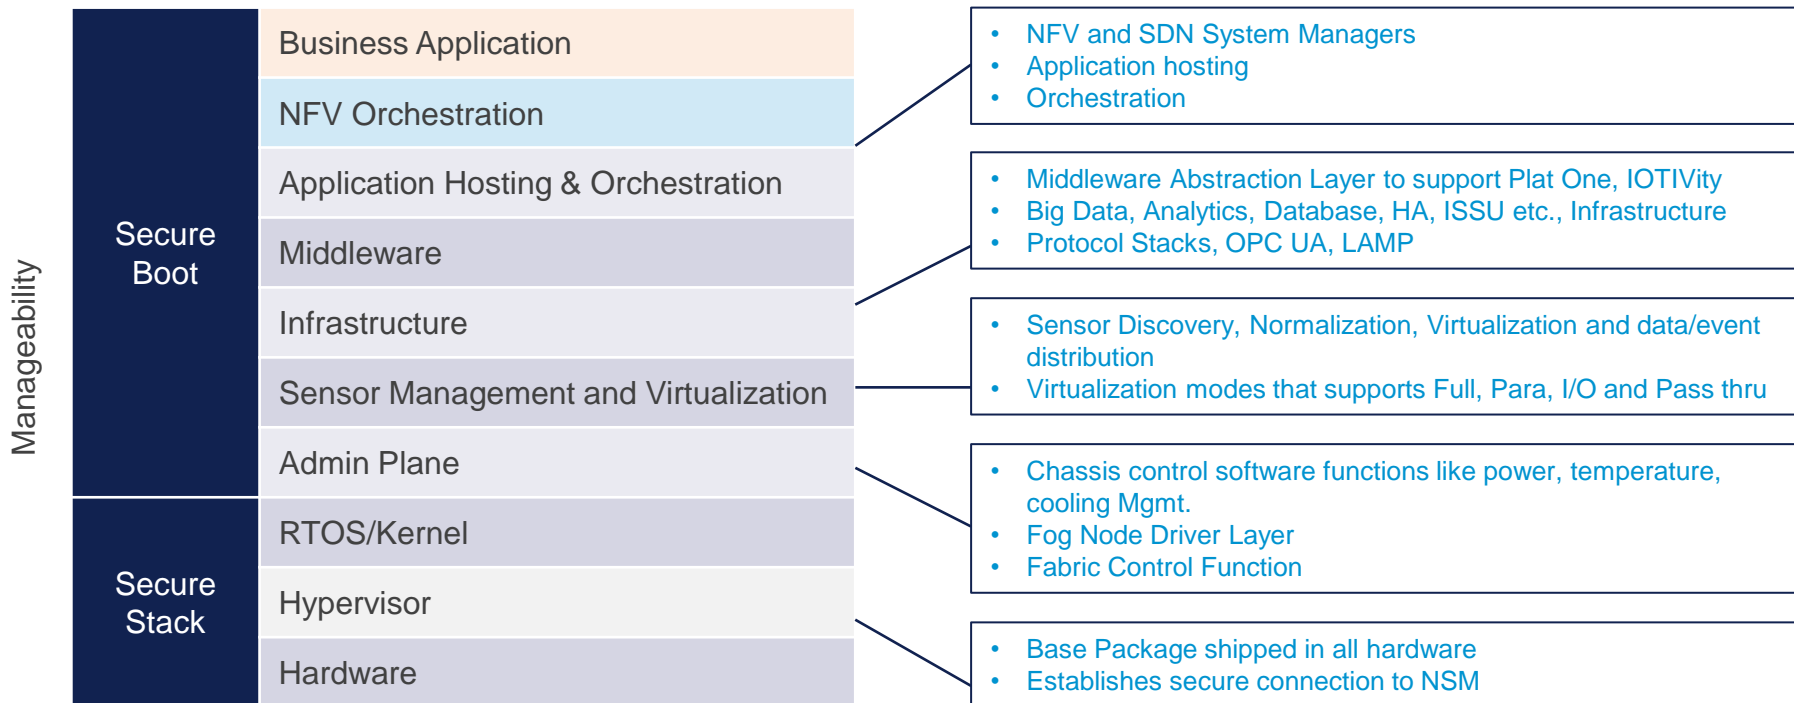 Manageability
Secure
Boot
Secure
Stack
Business Application
NFV Orchestration
Application Hosting & Orchestration
Middleware
Infrastructure
Sensor Management and Virtualization
Admin Plane
RTOS/Kernel
Hypervisor
Hardware
• NFV and SDN System Managers
• Application hosting
• Orchestration
• Middleware Abstraction Layer to support Plat One, IOTIVity
• Big Data, Analytics, Database, HA, ISSU etc., Infrastructure
• Protocol Stacks, OPC UA, LAMP
• Sensor Discovery, Normalization, Virtualization and data/event
distribution
• Virtualization modes that supports Full, Para, I/O and Pass thru
• Chassis control software functions like power, temperature,
cooling Mgmt.
• Fog Node Driver Layer
• Fabric Control Function
• Base Package shipped in all hardware
• Establishes secure connection to NSM